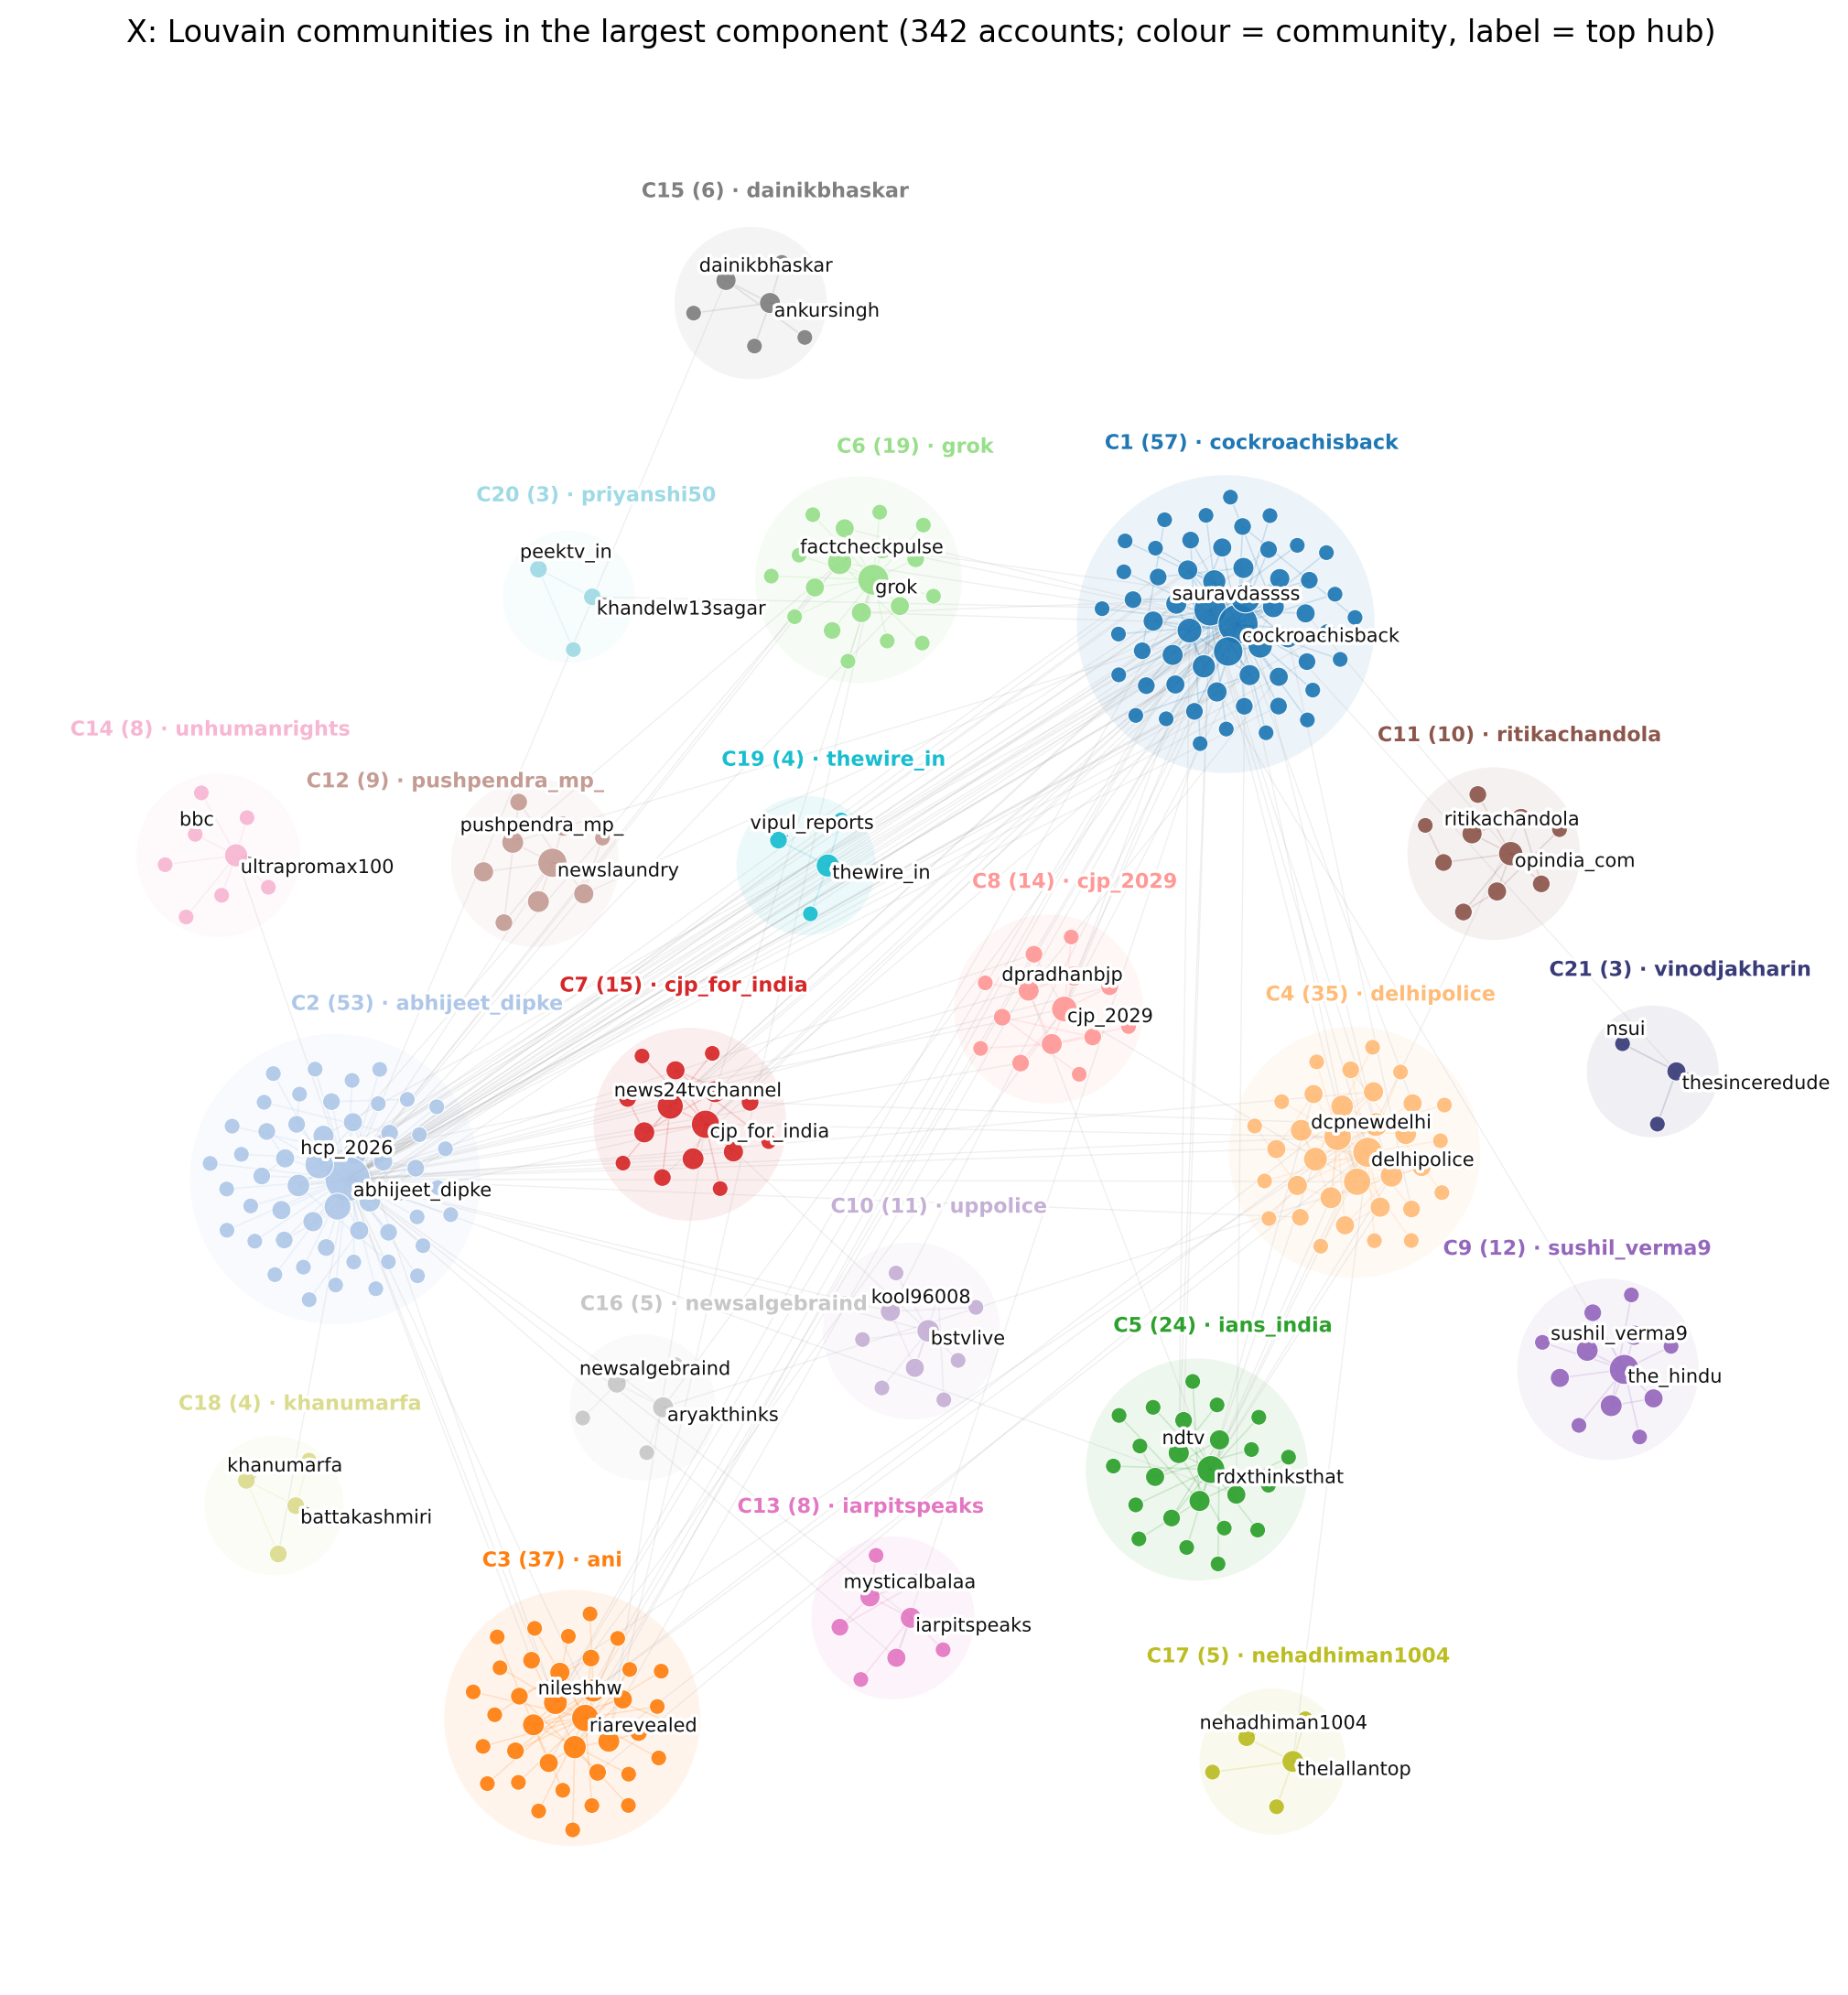 X: Louvain communities in the largest component (342 accounts; colour = community, label = top hub)
C15 (6) · dainikbhaskar
dainikbhaskar
ankursingh
C6 (19) · grok
factcheckpulse
grok
C1 (57) · cockroachisback
sauravdassss
cockroachisback
C20 (3) · priyanshi50
peektv_in
khandelw13sagar
C14 (8) · unhumanrights
bbc
ultrapromax100
C12 (9) · pushpendra_mp_
pushpendra_mp_
newslaundry
C19 (4) · thewire_in
vipul_reports
thewire_in
C11 (10) · ritikachandola
ritikachandola
opindia_com
C8 (14) · cjp_2029
dpradhanbjp
cjp_2029
C21 (3) · vinodjakharin
nsui
thesinceredude
C2 (53) · abhijeet_dipke
hcp_2026
abhijeet_dipke
C7 (15) · cjp_for_india
news24tvchannel
cjp_for_india
C4 (35) · delhipolice
dcpnewdelhi
delhipolice
C10 (11) · uppolice
kool96008
bstvlive
C9 (12) · sushil_verma9
sushil_verma9
the_hindu
C16 (5) · newsalgebraind
newsalgebraind
aryakthinks
C5 (24) · ians_india
ndtv
rdxthinksthat
C18 (4) · khanumarfa
khanumarfa
battakashmiri
C13 (8) · iarpitspeaks
mysticalbalaa
iarpitspeaks
C3 (37) · ani
nileshhw
riarevealed
C17 (5) · nehadhiman1004
nehadhiman1004
thelallantop